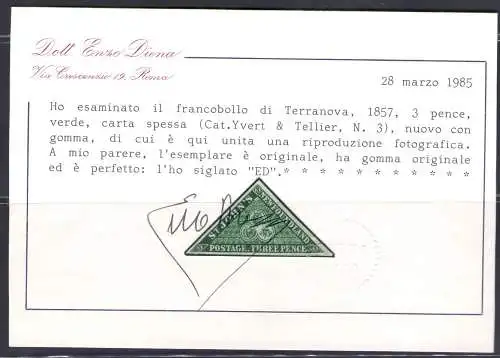 Dott. Enzo Diena
Via Crescenzio 19, Roma
28 marzo 1985
Ho esaminato il francobollo di Terranova, 1857, 3 pence,
verde, carta spessa (Cat.Yvert & Tellier, N. 3), nuovo con
gomma, di cui è qui unita una riproduzione fotografica.
A mio parere, l'esemplare è originale, ha gomma originale
ed è perfetto: l'ho siglato "ED".* * * * * * * * * * *
ST. JOHN'S NEWFOUNDLAND
POSTAGE. THREE PENCE